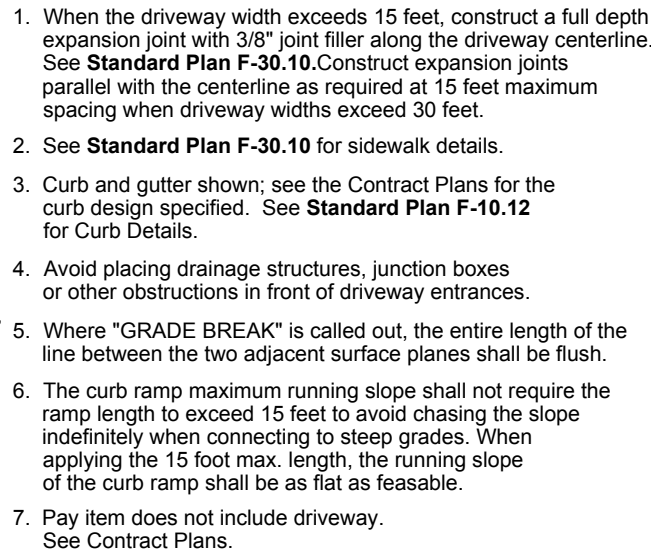 1. When the driveway width exceeds 15 feet, construct a full depth
expansion joint with 3/8" joint filler along the driveway centerline.
See Standard Plan F-30.10.Construct expansion joints
parallel with the centerline as required at 15 feet maximum
spacing when driveway widths exceed 30 feet.
2. See Standard Plan F-30.10 for sidewalk details.
3. Curb and gutter shown; see the Contract Plans for the
curb design specified. See Standard Plan F-10.12
for Curb Details.
4. Avoid placing drainage structures, junction boxes
or other obstructions in front of driveway entrances.
5. Where "GRADE BREAK" is called out, the entire length of the
line between the two adjacent surface planes shall be flush.
6. The curb ramp maximum running slope shall not require the
ramp length to exceed 15 feet to avoid chasing the slope
indefinitely when connecting to steep grades. When
applying the 15 foot max. length, the running slope
of the curb ramp shall be as flat as feasable.
7. Pay item does not include driveway.
See Contract Plans.